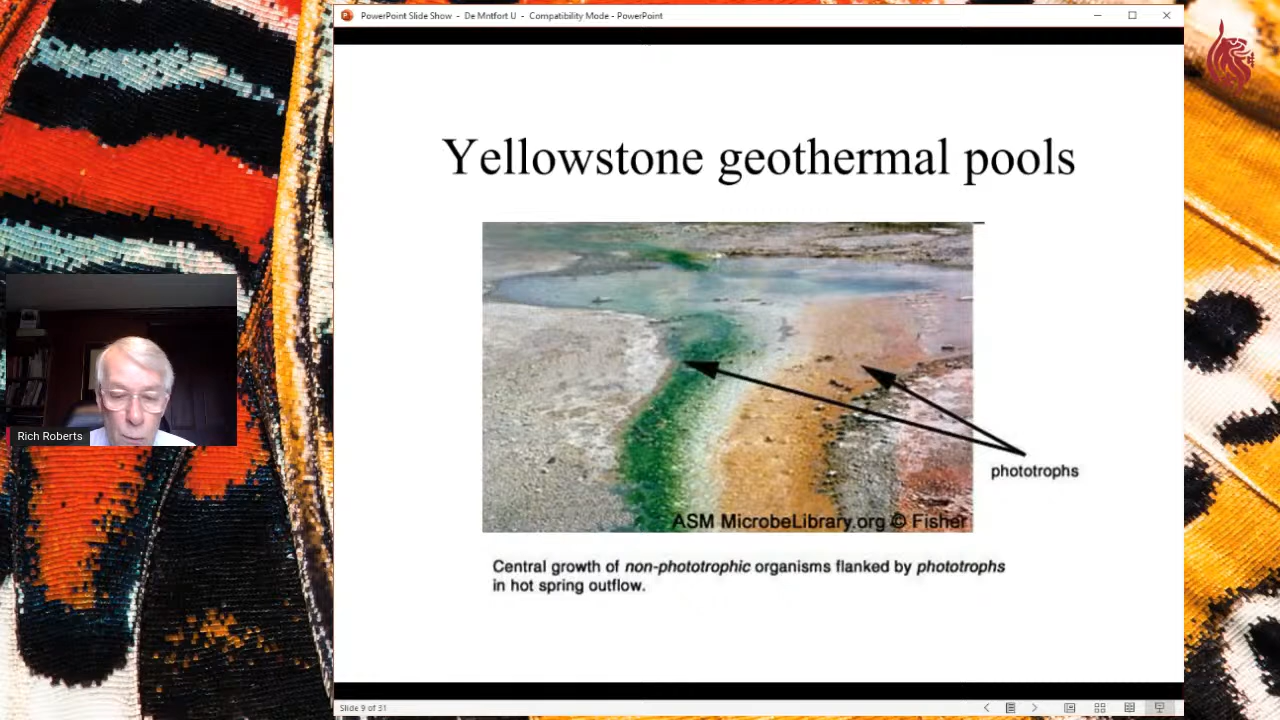 PowerPoint Slide Show - De Mntfort U - Compatibility Mode - PowerPoint
Yellowstone geothermal pools
phototrophs
ASM MicrobeLibrary.org © Fisher
Central growth of non-phototrophic organisms flanked by phototrophs
in hot spring outflow.
Rich Roberts
Slide 9 of 31